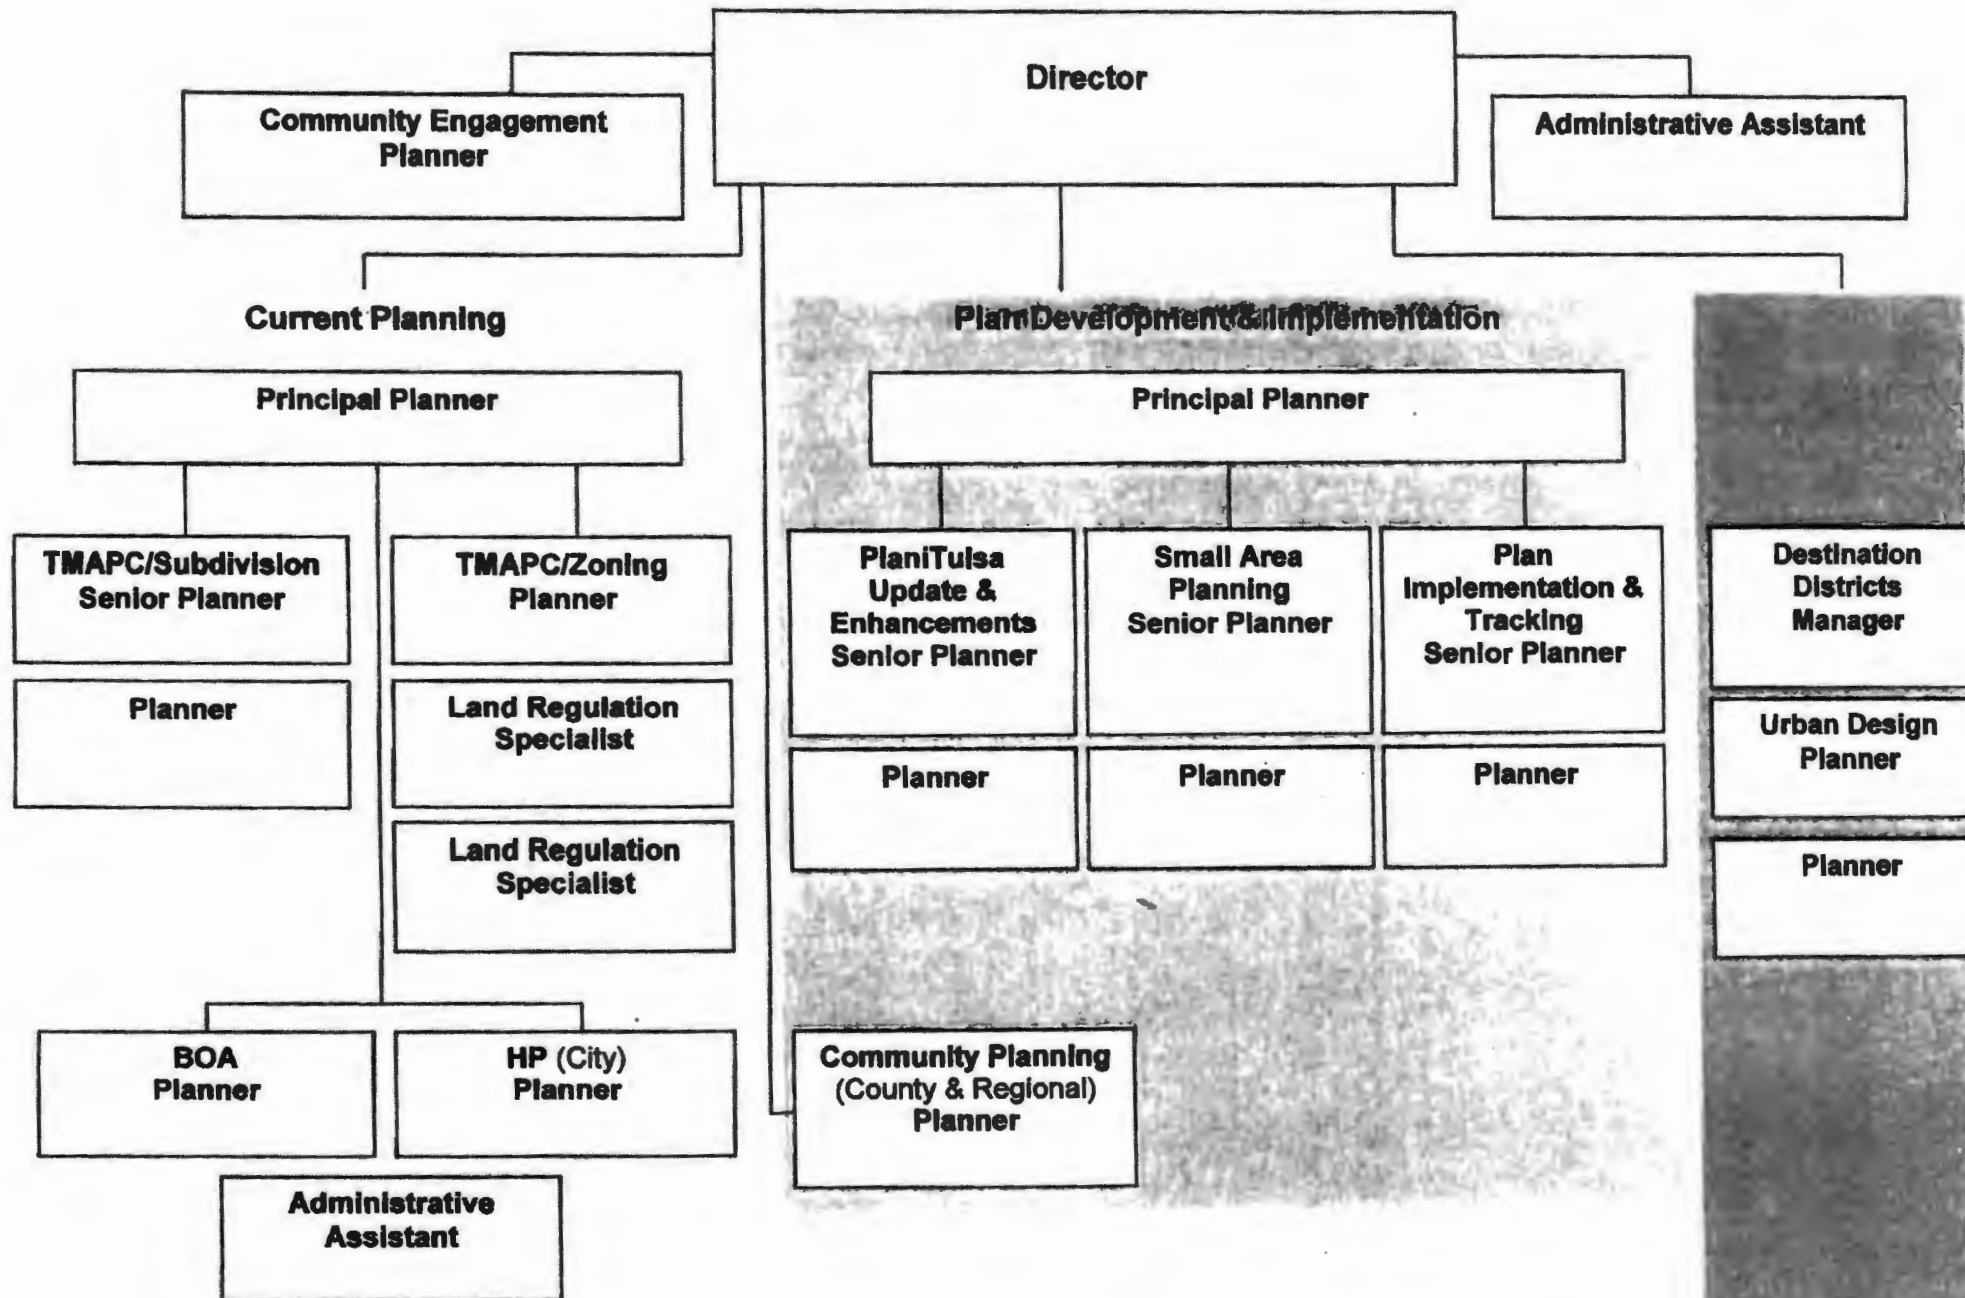 Director
Community Engagement
Planner
Administrative Assistant
Current Planning
Plan Development & Implementation
Principal Planner
Principal Planner
TMAPC/Subdivision
Senior Planner
TMAPC/Zoning
Planner
PlaniTulsa
Update &
Enhancements
Senior Planner
Small Area
Planning
Senior Planner
Plan
Implementation &
Tracking
Senior Planner
Destination
Districts
Manager
Planner
Land Regulation
Specialist
Planner
Planner
Planner
Urban Design
Planner
Land Regulation
Specialist
Planner
BOA
Planner
HP (City)
Planner
Community Planning
(County & Regional)
Planner
Administrative
Assistant